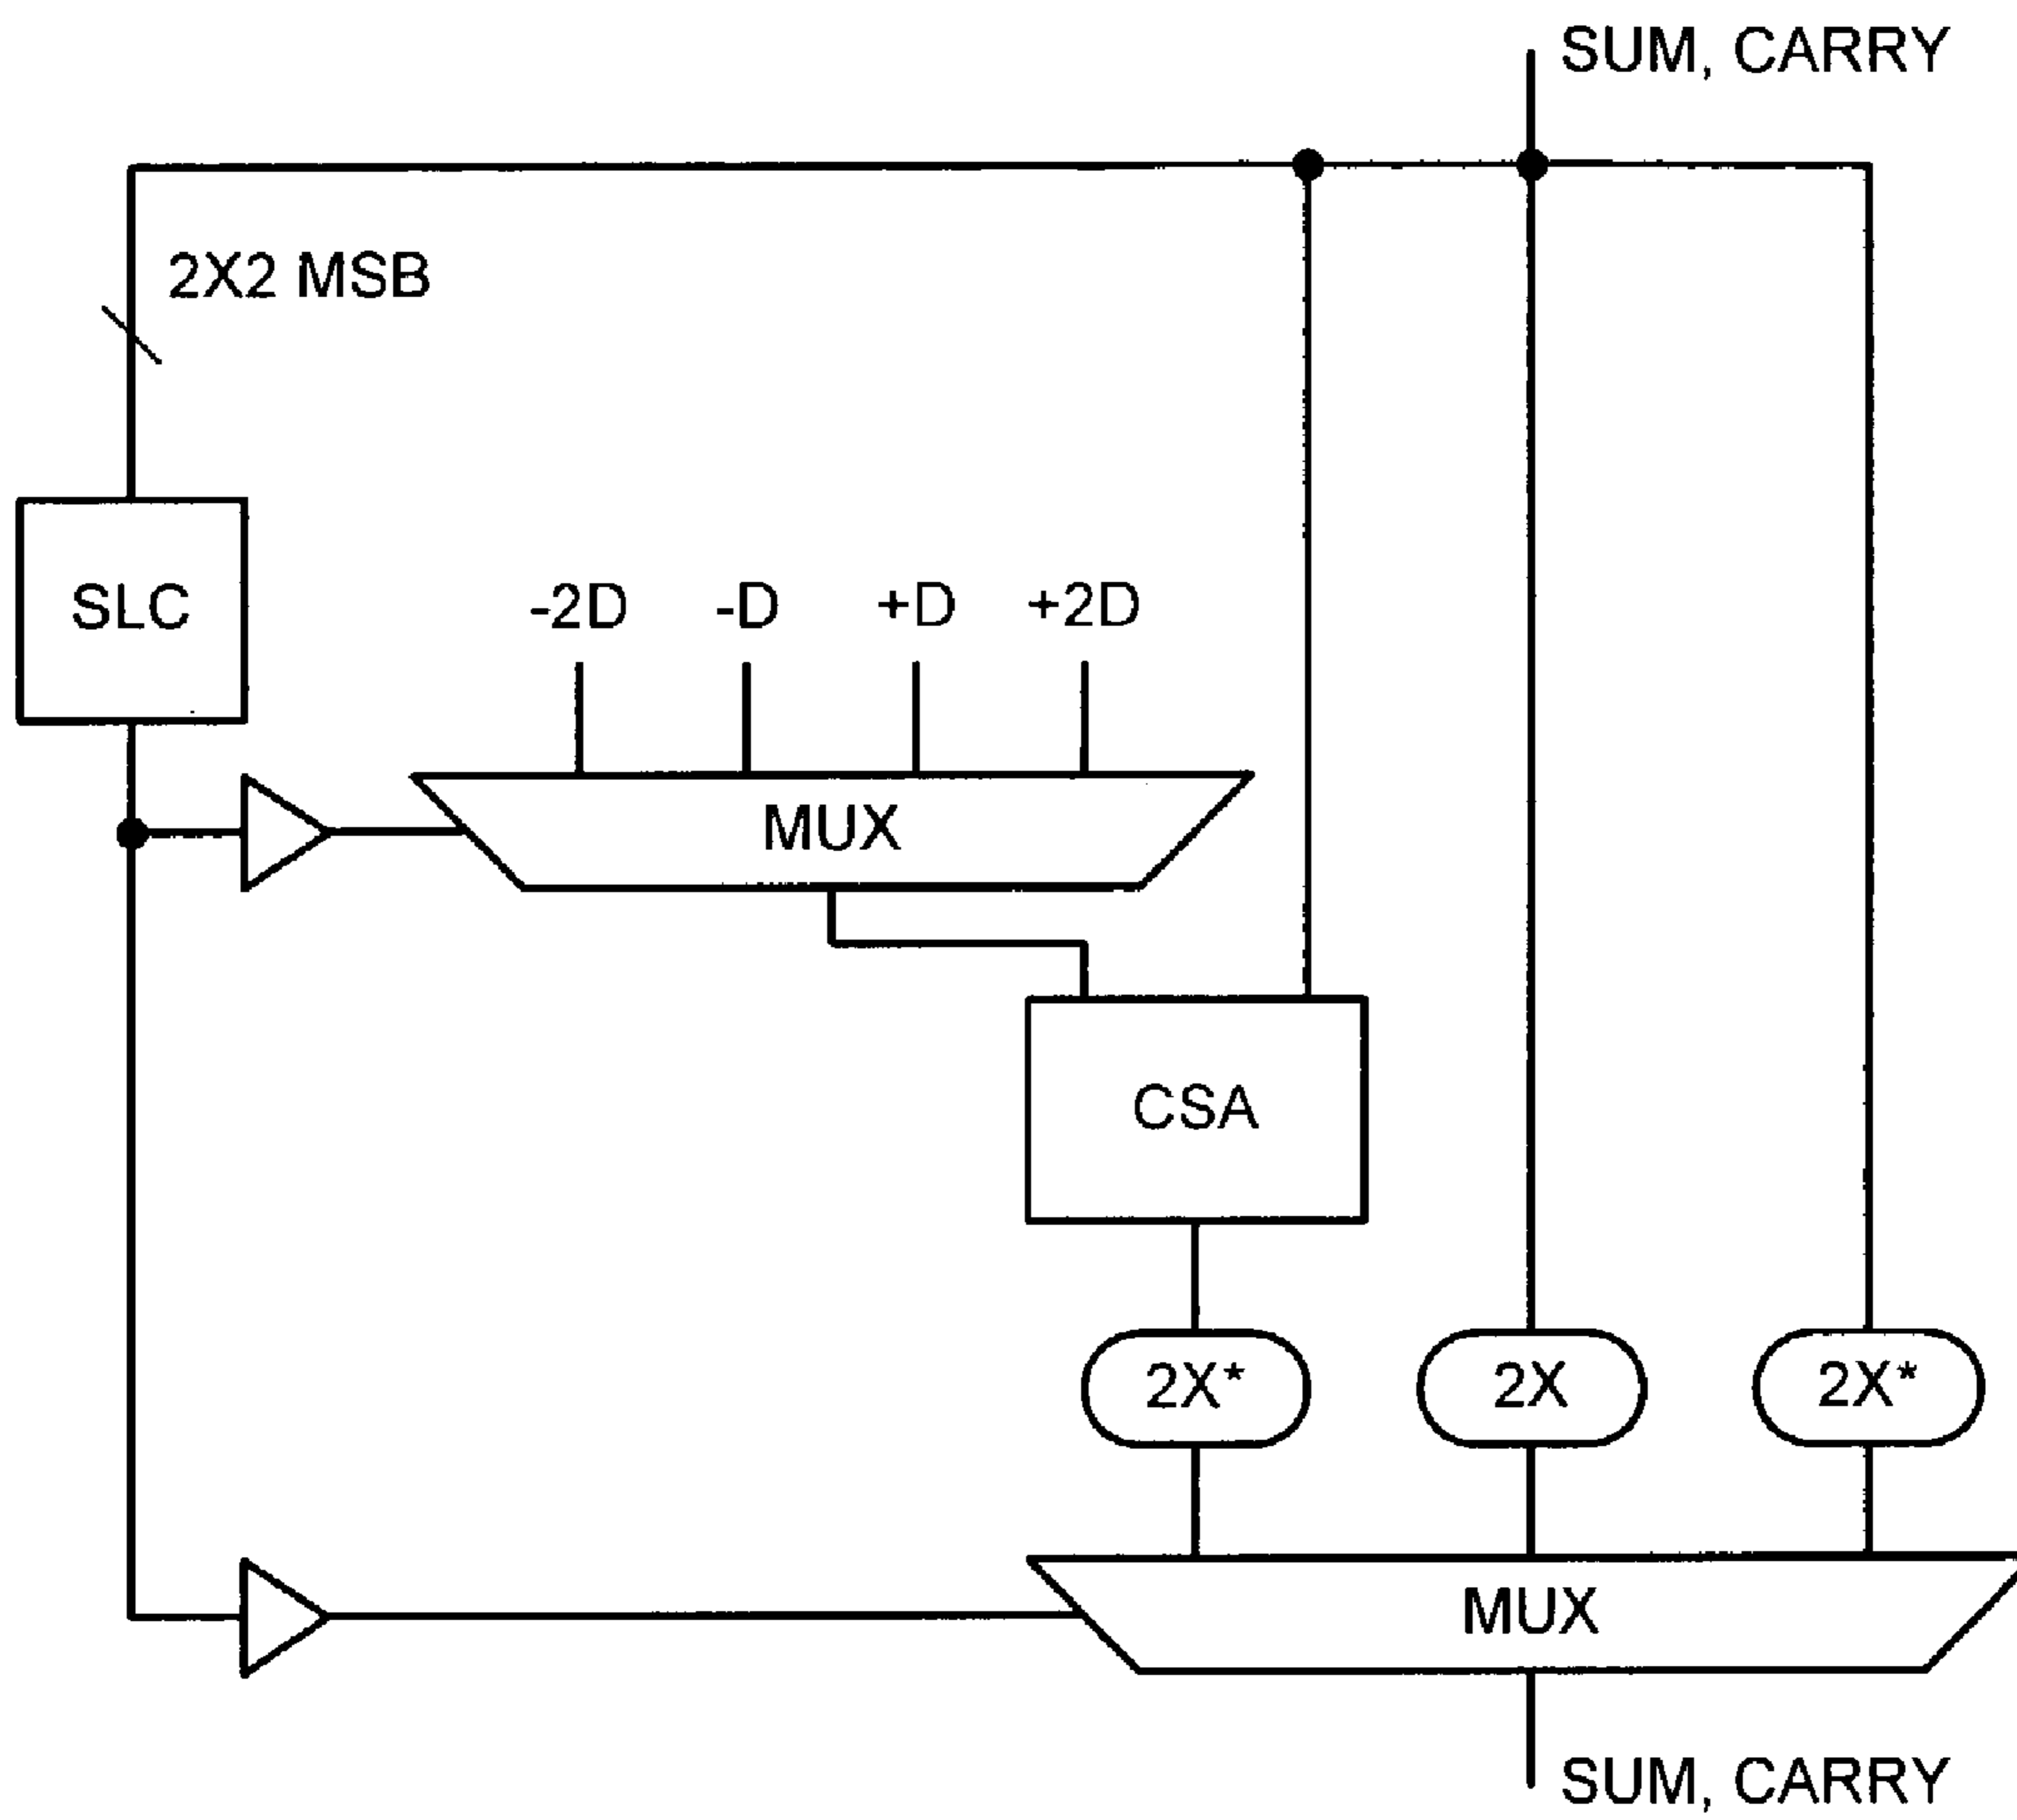 SUM, CARRY
2X2 MSB
SLC
-2D -D +D +2D
MUX
CSA
2X* 2X 2X*
MUX
SUM, CARRY